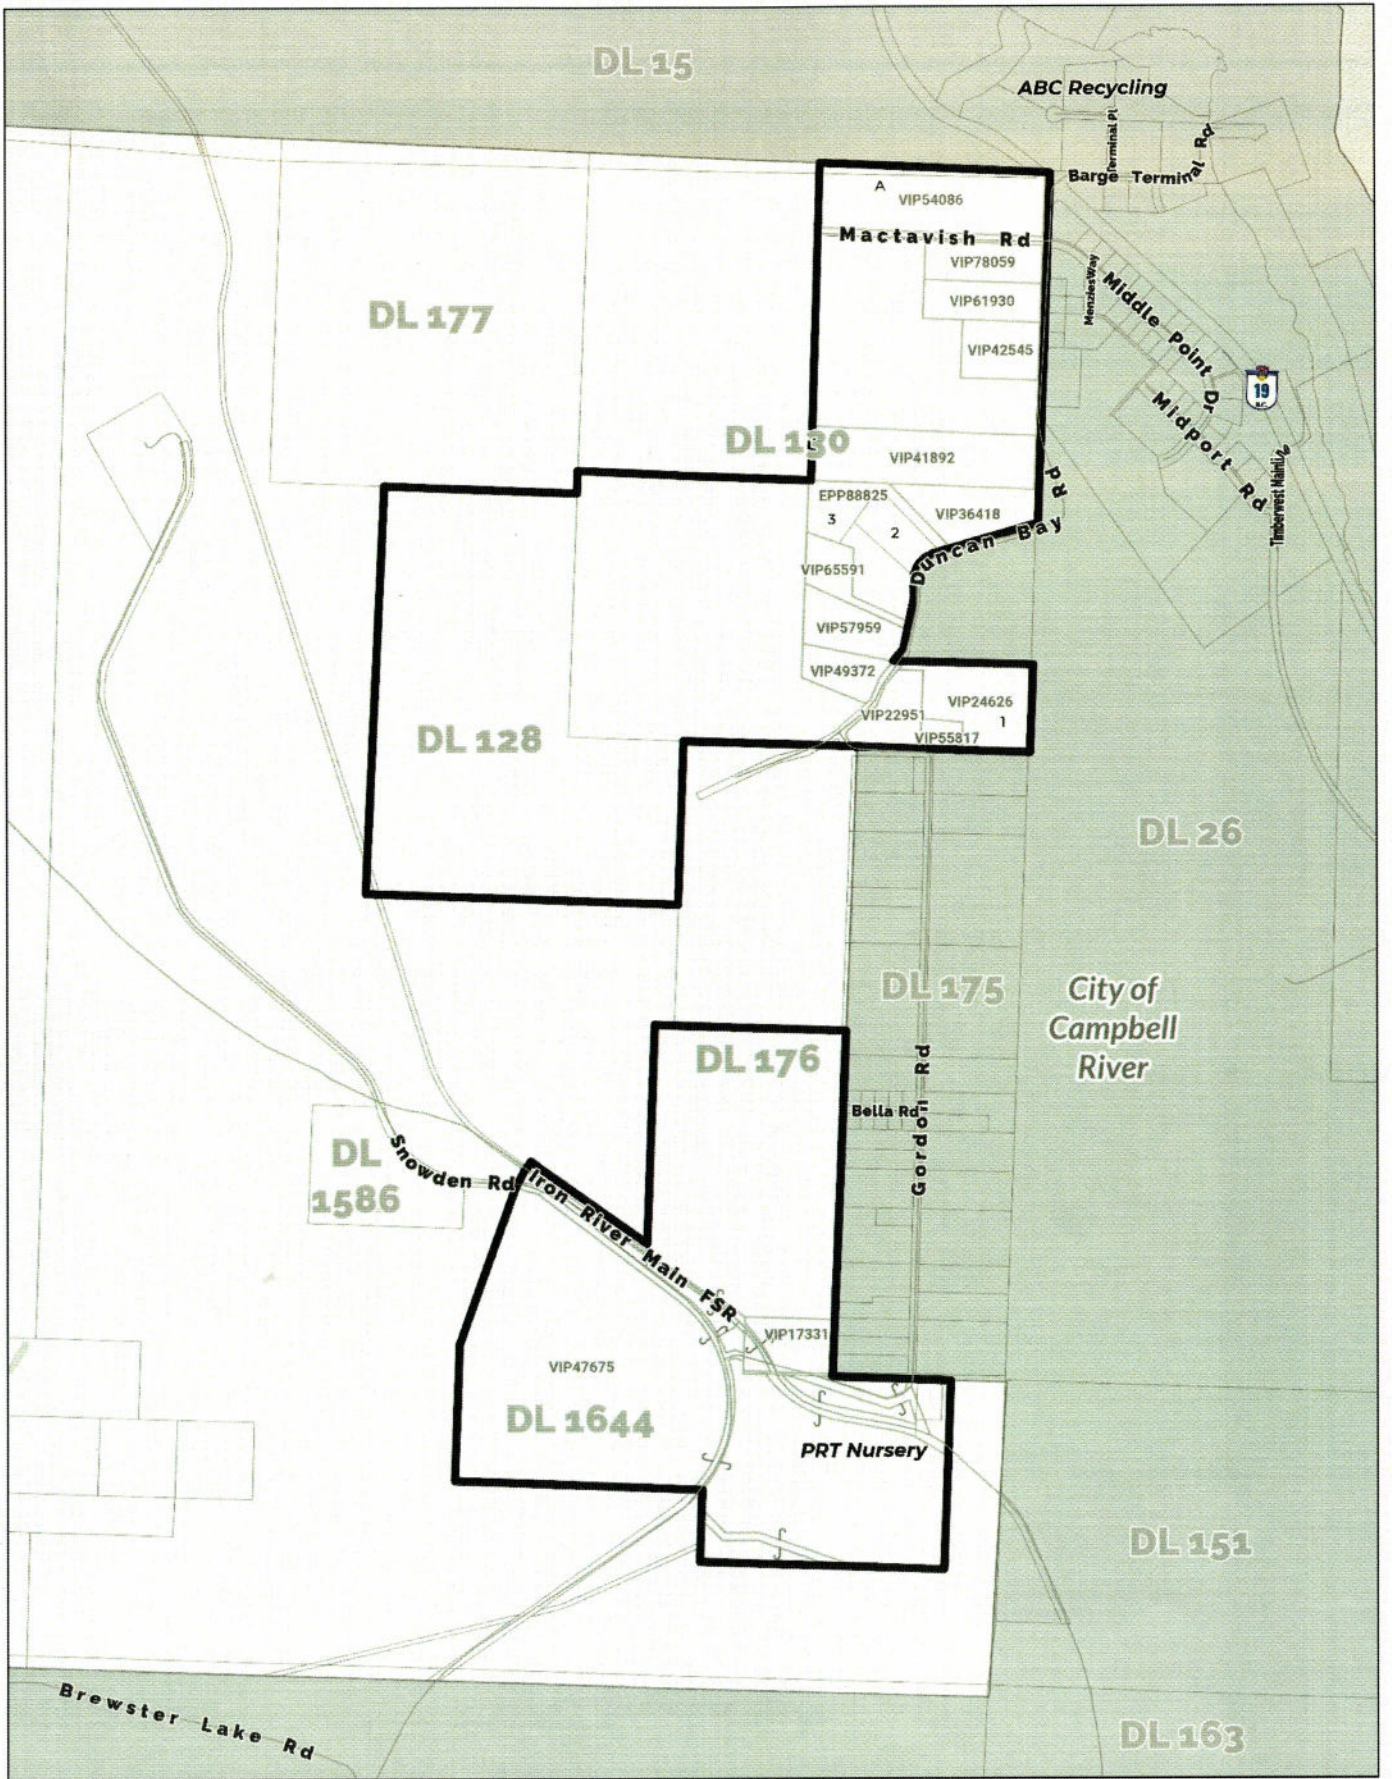 DL 15
ABC Recycling
Terminal Pl
Barge Terminal Rd
A
VIP54086
Mactavish Rd
VIP78059
VIP61930
VIP42545
MenziesWay
Middle Point Dr
19
Midport Rd
Timberwest Mainli
DL 177
DL 130
VIP41892
EPP88825
3
2
VIP36418
Duncan Bay Rd
VIP65591
VIP57959
VIP49372
VIP22951
VIP24626
1
VIP55817
DL 128
DL 26
DL 175
City of
Campbell
River
DL 176
Bella Rd
Gordon Rd
DL
1586
Snowden Rd
Iron River Main FSR
VIP17331
VIP47675
DL 1644
PRT Nursery
DL 151
Brewster Lake Rd
DL 163